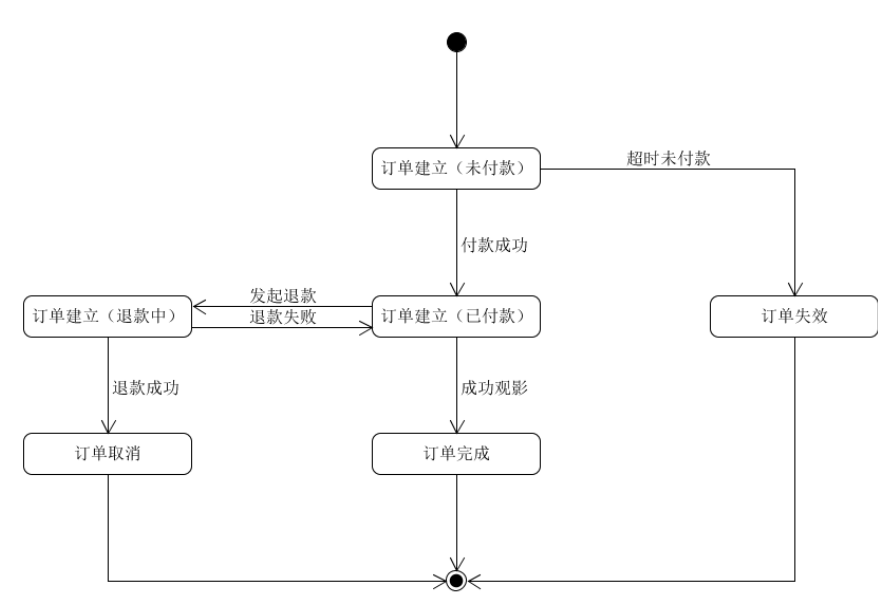 订单建立（未付款）
超时未付款
付款成功
发起退款
订单建立（退款中）
退款失败
订单建立（已付款）
订单失效
退款成功
成功观影
订单取消
订单完成